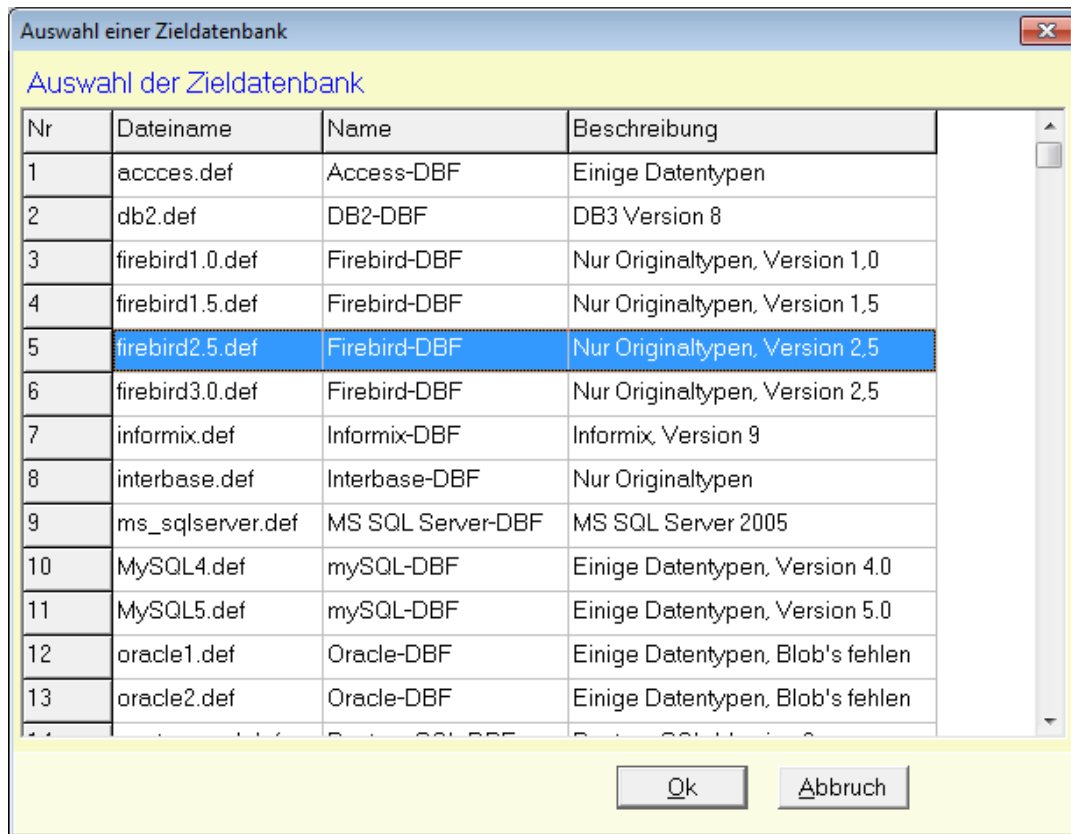 Auswahl einer Zieldatenbank
Auswahl der Zieldatenbank
Nr Dateiname Name Beschreibung
1 accces.def Access-DBF Einige Datentypen
2 db2.def DB2-DBF DB3 Version 8
3 firebird1.0.def Firebird-DBF Nur Originaltypen, Version 1,0
4 firebird1.5.def Firebird-DBF Nur Originaltypen, Version 1,5
5 firebird2.5.def Firebird-DBF Nur Originaltypen, Version 2,5
6 firebird3.0.def Firebird-DBF Nur Originaltypen, Version 2,5
7 informix.def Informix-DBF Informix, Version 9
8 interbase.def Interbase-DBF Nur Originaltypen
9 ms_sqlserver.def MS SQL Server-DBF MS SQL Server 2005
10 MySQL4.def mySQL-DBF Einige Datentypen, Version 4.0
11 MySQL5.def mySQL-DBF Einige Datentypen, Version 5.0
12 oracle1.def Oracle-DBF Einige Datentypen, Blob's fehlen
13 oracle2.def Oracle-DBF Einige Datentypen, Blob's fehlen
Ok Abbruch